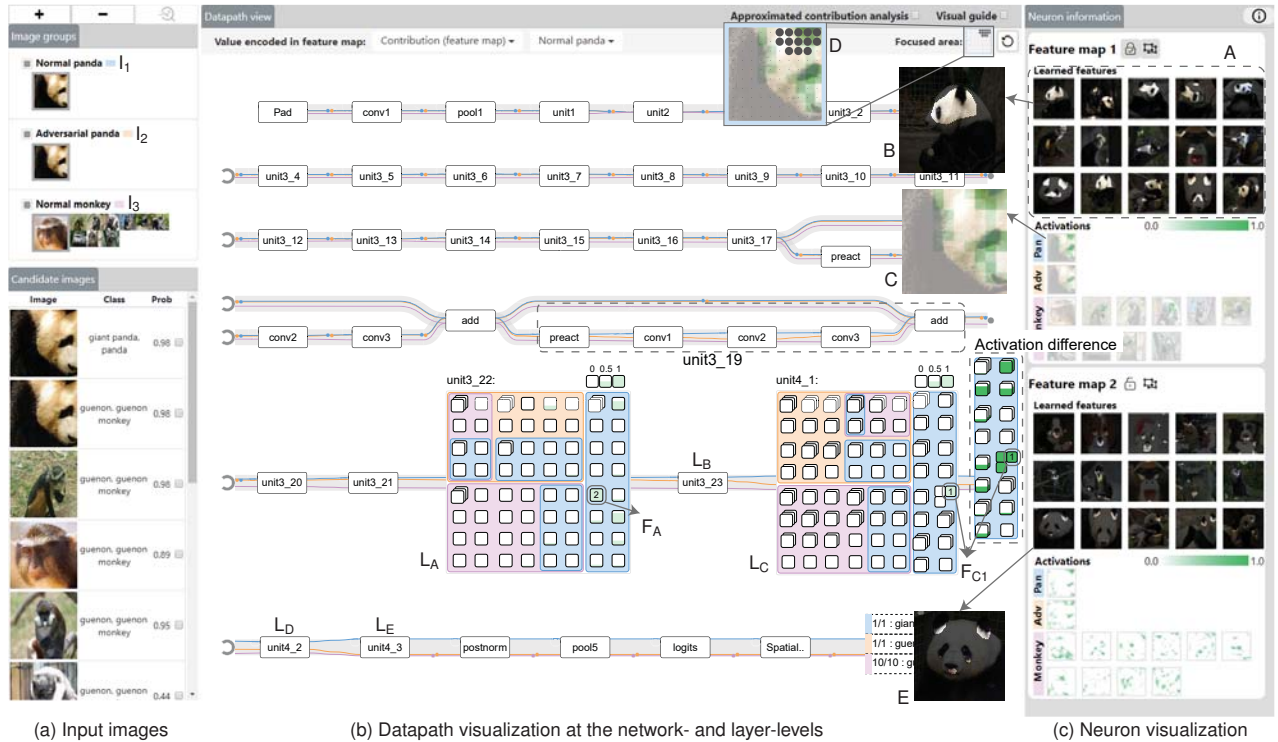 + −
Image groups
Normal panda I1
Adversarial panda I2
Normal monkey I3
Candidate images
Image Class Prob
giant panda, panda 0.98
guenon, guenon monkey 0.98
guenon, guenon monkey 0.98
guenon, guenon monkey 0.89
guenon, guenon monkey 0.95
guenon, guenon monkey 0.44
(a) Input images
Datapath view
Approximated contribution analysis Visual guide
Value encoded in feature map: Contribution (feature map) Normal panda Focused area:
D
Pad conv1 pool1 unit1 unit2 unit3_2
B
unit3_4 unit3_5 unit3_6 unit3_7 unit3_8 unit3_9 unit3_10 unit3_11
unit3_12 unit3_13 unit3_14 unit3_15 unit3_16 unit3_17
preact
C
add add
conv2 conv3 preact conv1 conv2 conv3
unit3_19
Activation difference
unit3_22: 0 0.5 1 unit4_1: 0 0.5 1
1
LB
unit3_20 unit3_21 unit3_23
2 1
FA
LA LC FC1
LD LE
unit4_2 unit4_3 postnorm pool5 logits Spatial..
1/1 : gian
1/1 : gue
10/10 : g
E
(b) Datapath visualization at the network- and layer-levels
Neuron information
Feature map 1 A
Learned features
Activations 0.0 1.0
Pan
Adv
nkey
Feature map 2
Learned features
Activations 0.0 1.0
Pan
Adv
Monkey
(c) Neuron visualization